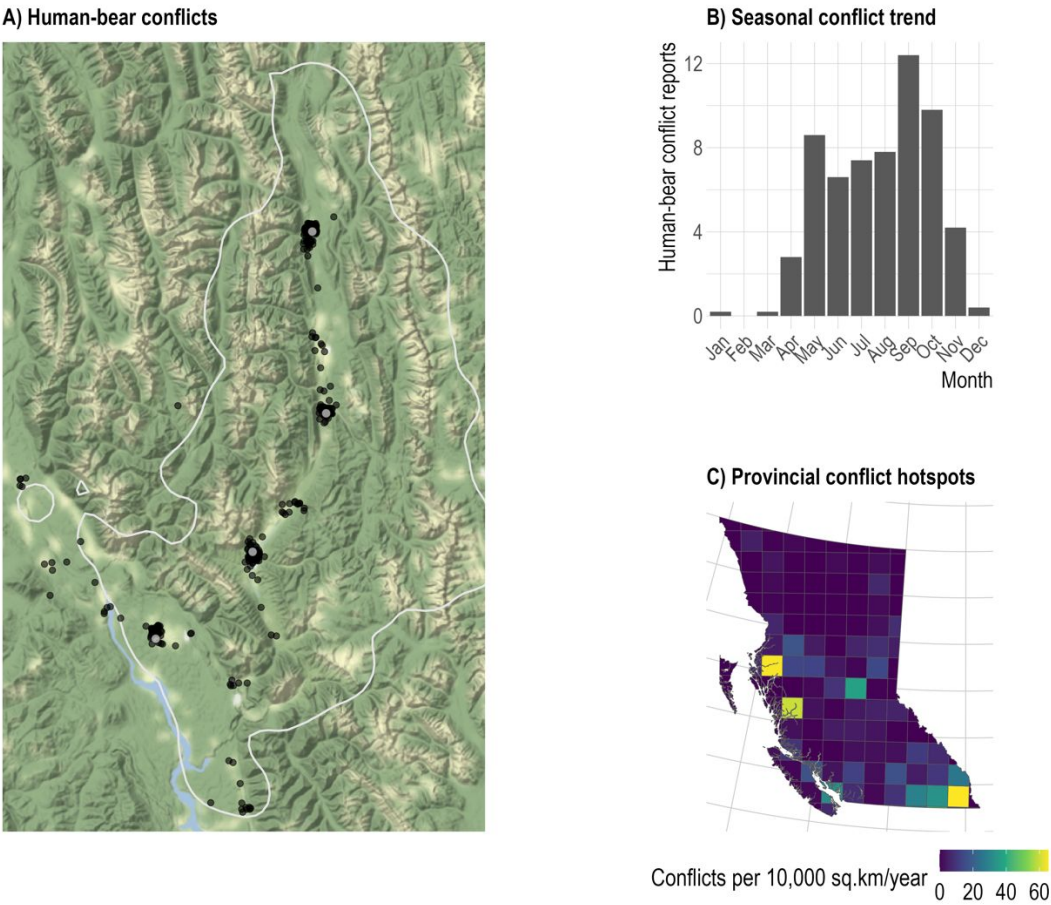 A) Human-bear conflicts
B) Seasonal conflict trend
Human-bear conflict reports
12
8
4
0
Jan
Feb
Mar
Apr
May
Jun
Jul
Aug
Sep
Oct
Nov
Dec
Month
C) Provincial conflict hotspots
Conflicts per 10,000 sq.km/year
0 20 40 60